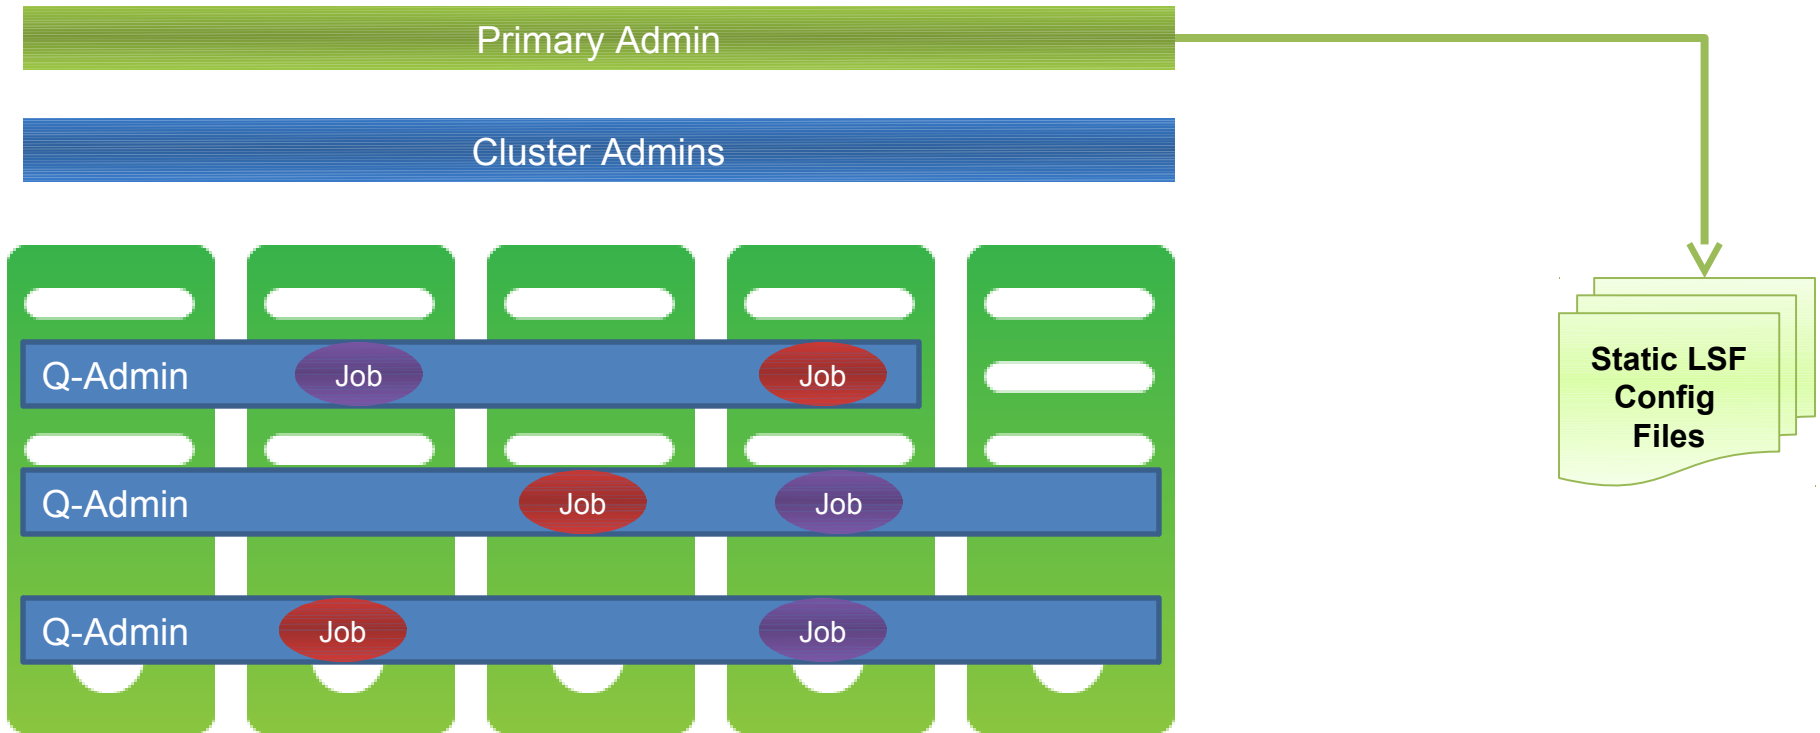 Primary Admin
Cluster Admins
Q-Admin Job Job
Q-Admin Job Job
Q-Admin Job Job
Static LSF
Config
Files